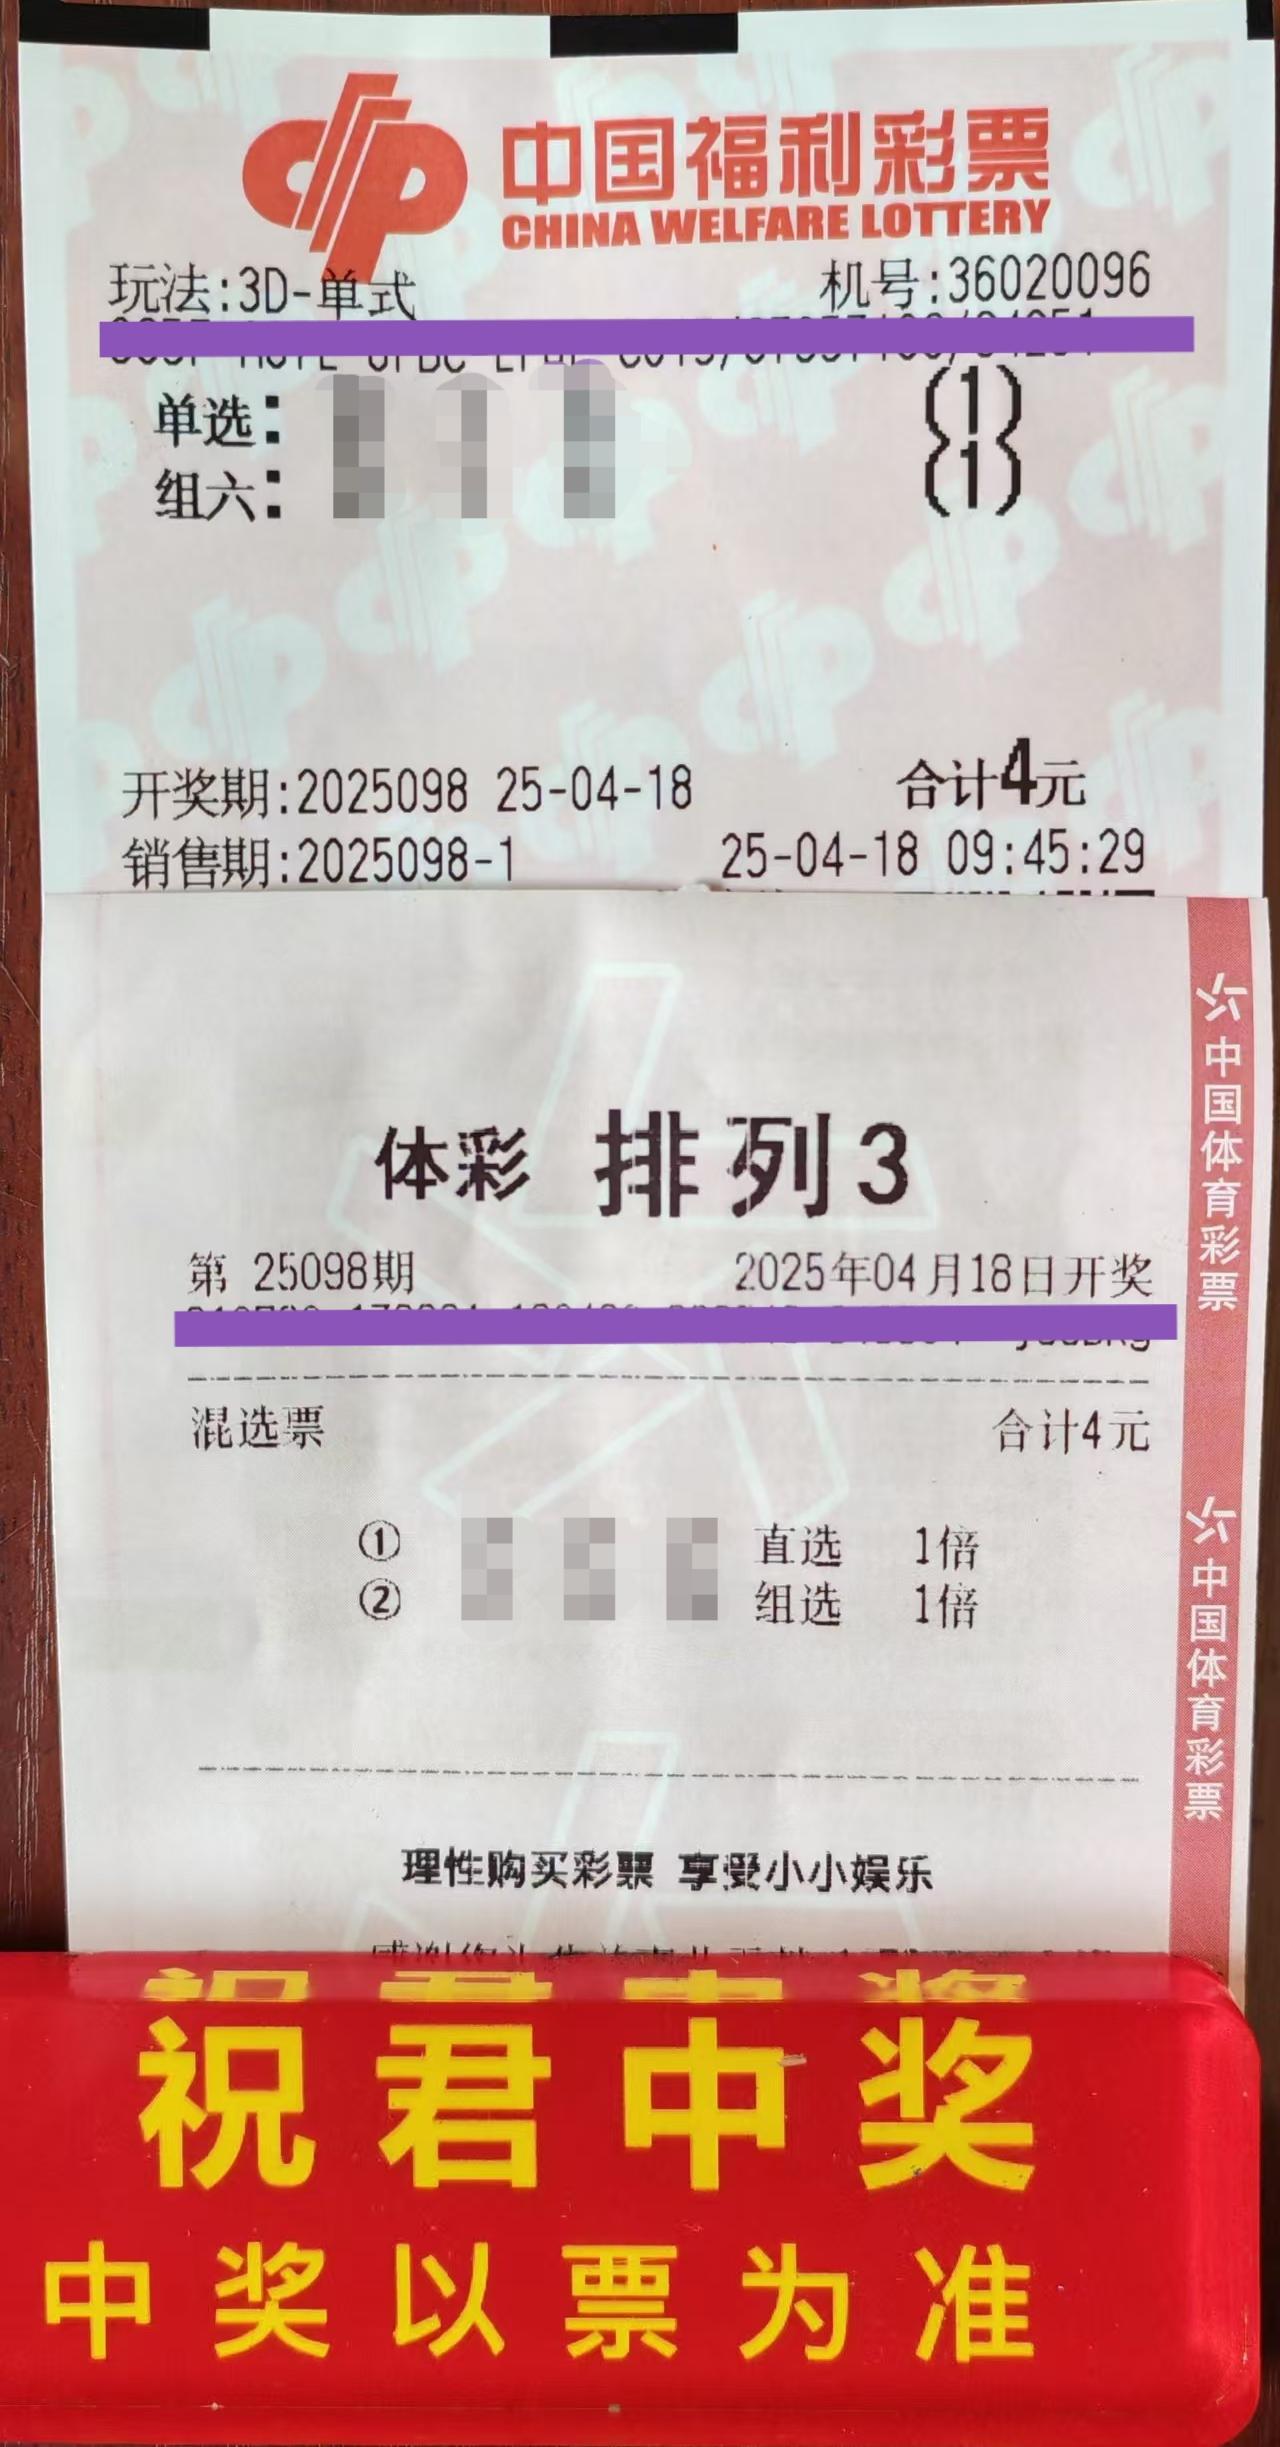 中国福利彩票
CHINA WELFARE LOTTERY
玩法:3D-单式 机号:36020096
单选: (1)
组六: (1)
开奖期:2025098 25-04-18 合计4元
销售期:2025098-1 25-04-18 09:45:29
体彩 排列3
第 25098期 2025年04月18日开奖
混选票 合计4元
① 直选 1倍
② 组选 1倍
理性购买彩票 享受小小娱乐
中国体育彩票
中国体育彩票
祝君中奖
中奖以票为准